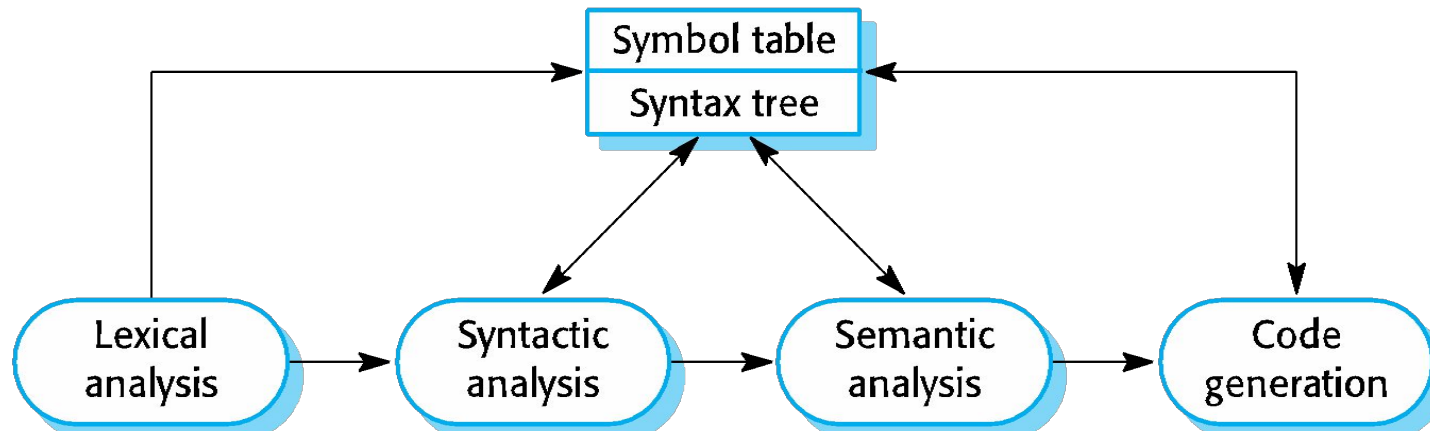 Symbol table
Syntax tree
Lexical
analysis
Syntactic
analysis
Semantic
analysis
Code
generation